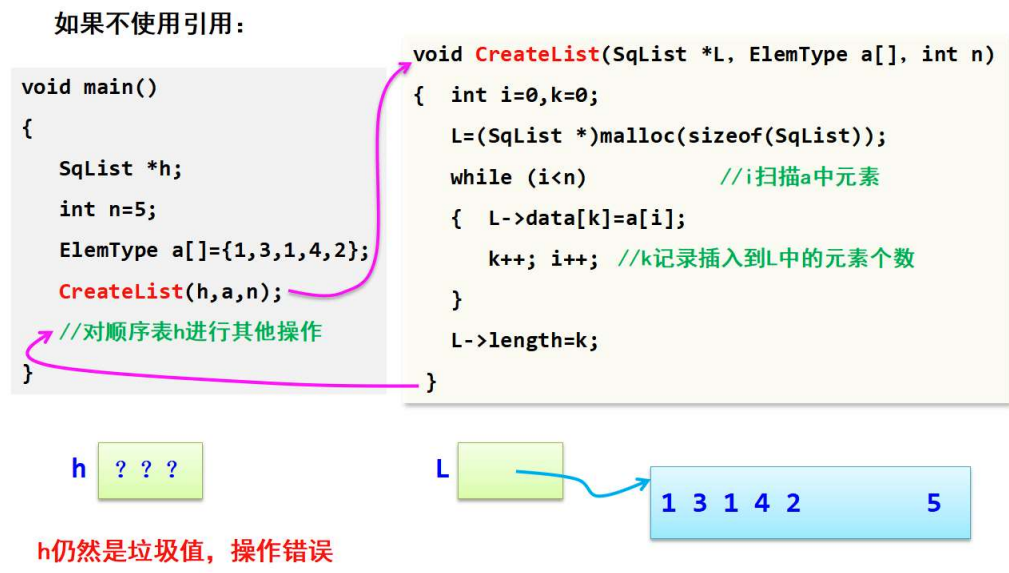 如果不使用引用:
void main()
{
SqList *h;
int n=5;
ElemType a[]={1,3,1,4,2};
CreateList(h,a,n);
//对顺序表h进行其他操作
}
void CreateList(SqList *L, ElemType a[], int n)
{ int i=0,k=0;
L=(SqList *)malloc(sizeof(SqList));
while (i<n) //i扫描a中元素
{ L->data[k]=a[i];
k++; i++; //k记录插入到L中的元素个数
}
L->length=k;
}
h ? ? ?
L
1 3 1 4 2 5
h仍然是垃圾值，操作错误